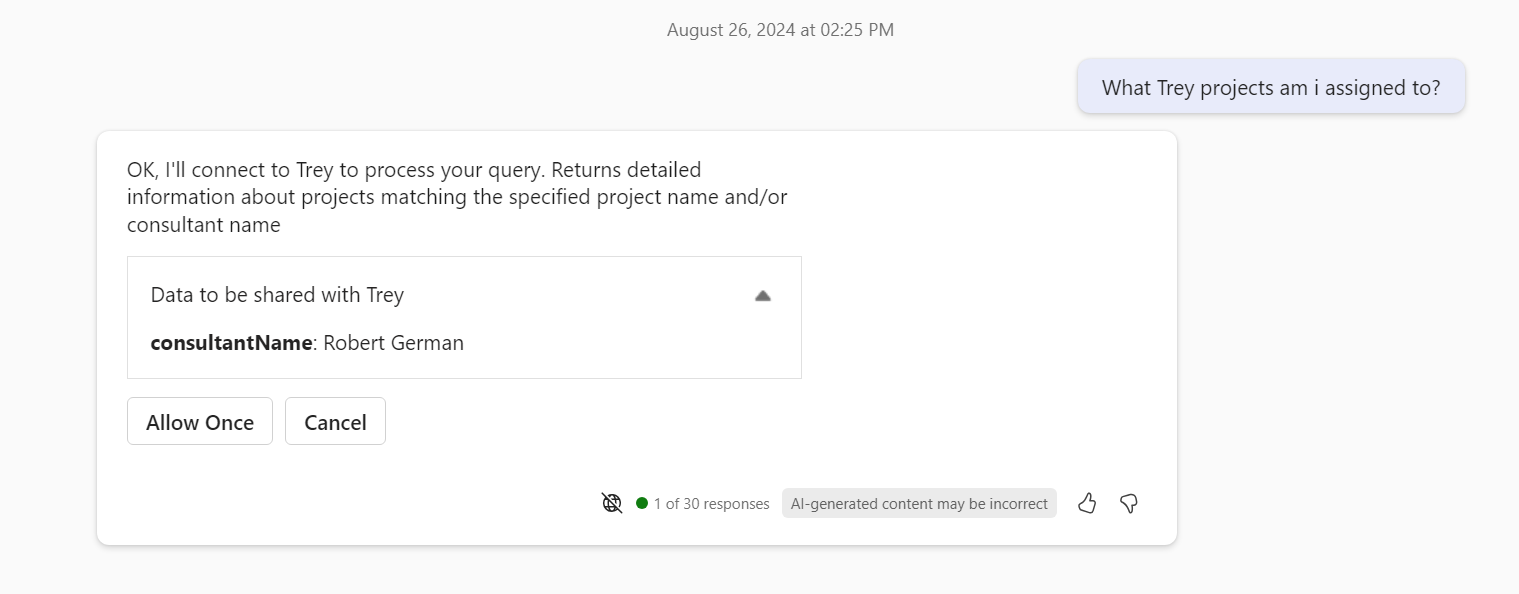 August 26, 2024 at 02:25 PM
What Trey projects am i assigned to?
OK, I'll connect to Trey to process your query. Returns detailed
information about projects matching the specified project name and/or
consultant name
Data to be shared with Trey
consultantName: Robert German
Allow Once Cancel
1 of 30 responses AI-generated content may be incorrect